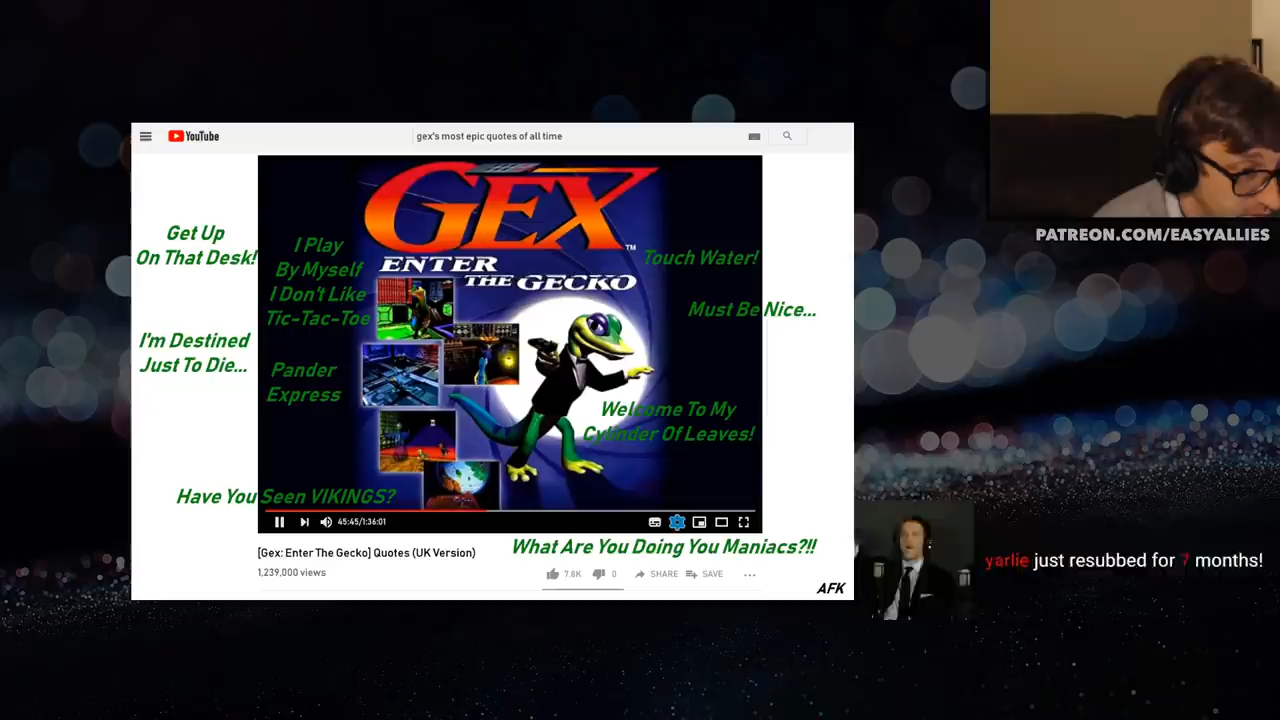 YouTube
gex's most epic quotes of all time
GEX
TM
ENTER
THE GECKO
Get Up
On That Desk!
I Play
By Myself
I Don't Like
Tic-Tac-Toe
Touch Water!
Must Be Nice...
I'm Destined
Just To Die...
Pander
Express
Welcome To My
Cylinder Of Leaves!
Have You Seen VIKINGS?
45:45/1:36:01
[Gex: Enter The Gecko] Quotes (UK Version)
What Are You Doing You Maniacs?!!
1,239,000 views
7.8K
0
SHARE
SAVE
AFK
PATREON.COM/EASYALLIES
yarlie just resubbed for 7 months!